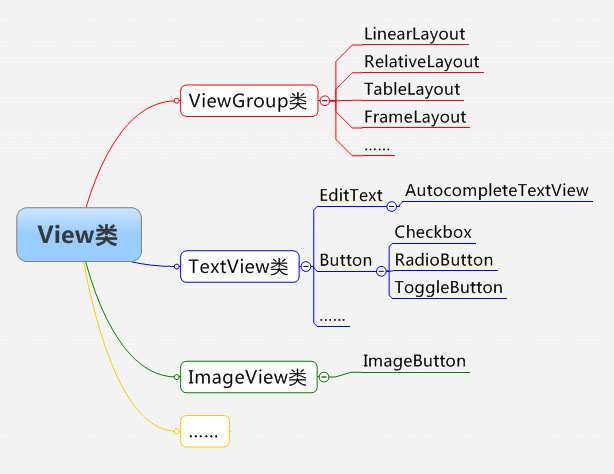 View类
ViewGroup类
LinearLayout
RelativeLayout
TableLayout
FrameLayout
......
TextView类
EditText
AutocompleteTextView
Button
Checkbox
RadioButton
ToggleButton
......
ImageView类
ImageButton
......